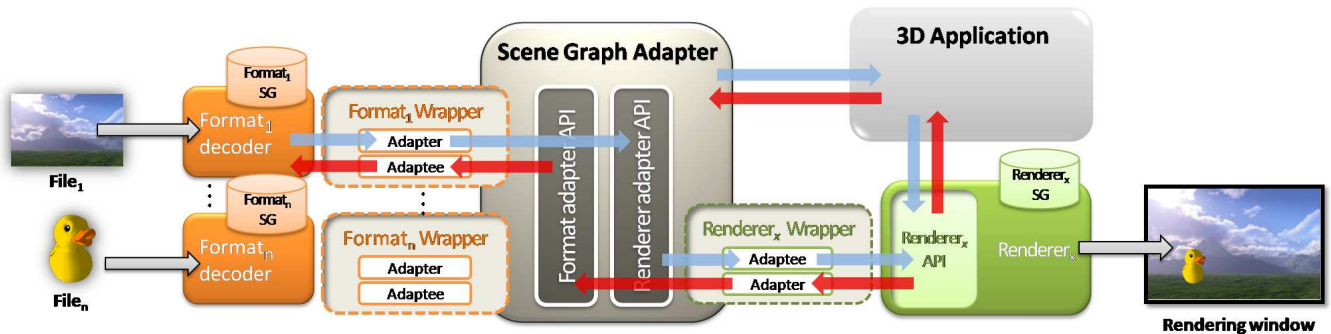 Scene Graph Adapter
3D Application
Format₁
SG
Format₁
decoder
Format₁ Wrapper
Adapter
Adaptee
File₁
Formatₙ
SG
Formatₙ
decoder
Formatₙ Wrapper
Adapter
Adaptee
Fileₙ
Format adapter API
Renderer adapter API
Rendererₓ Wrapper
Adaptee
Adapter
Rendererₓ
API
Rendererₓ
SG
Rendererₓ
Rendering window